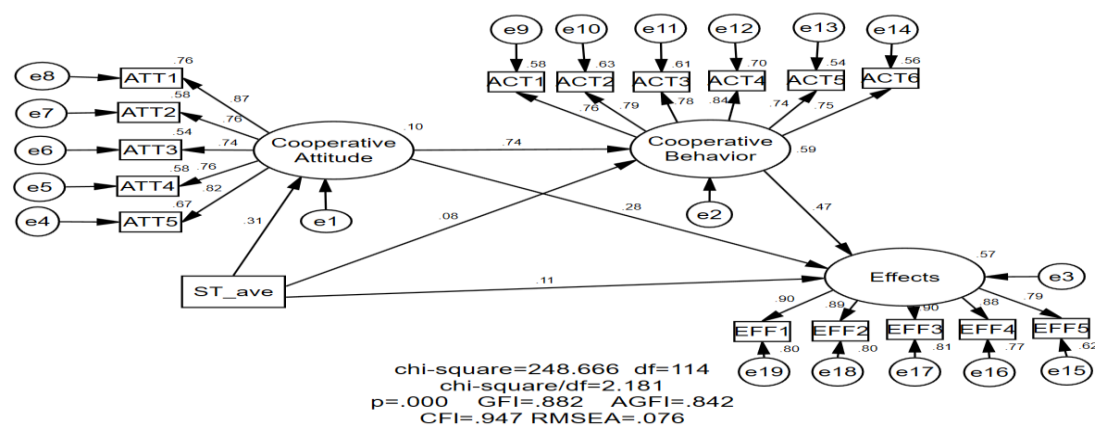 e9 e10 e11 e12 e13 e14
e8 .76 ATT1
.58 ACT1 .63 ACT2 .61 ACT3 .70 ACT4 .54 ACT5 .56 ACT6
e7 .58 ATT2
.87 .76 .79 .78 .84 .74 .75
.76
e6 .54 ATT3 .74
Cooperative
Attitude
.10
.74
Cooperative
Behavior
.59
e5 .58 ATT4 .76
.82
e4 .67 ATT5
e1
e2
.31 .08 .28 .47
ST_ave
.11
Effects
.57
e3
.90 .89 .90 .88 .79
EFF1 EFF2 EFF3 EFF4 EFF5
.80 .80 .81 .77 .62
e19 e18 e17 e16 e15
chi-square=248.666 df=114
chi-square/df=2.181
p=.000 GFI=.882 AGFI=.842
CFI=.947 RMSEA=.076